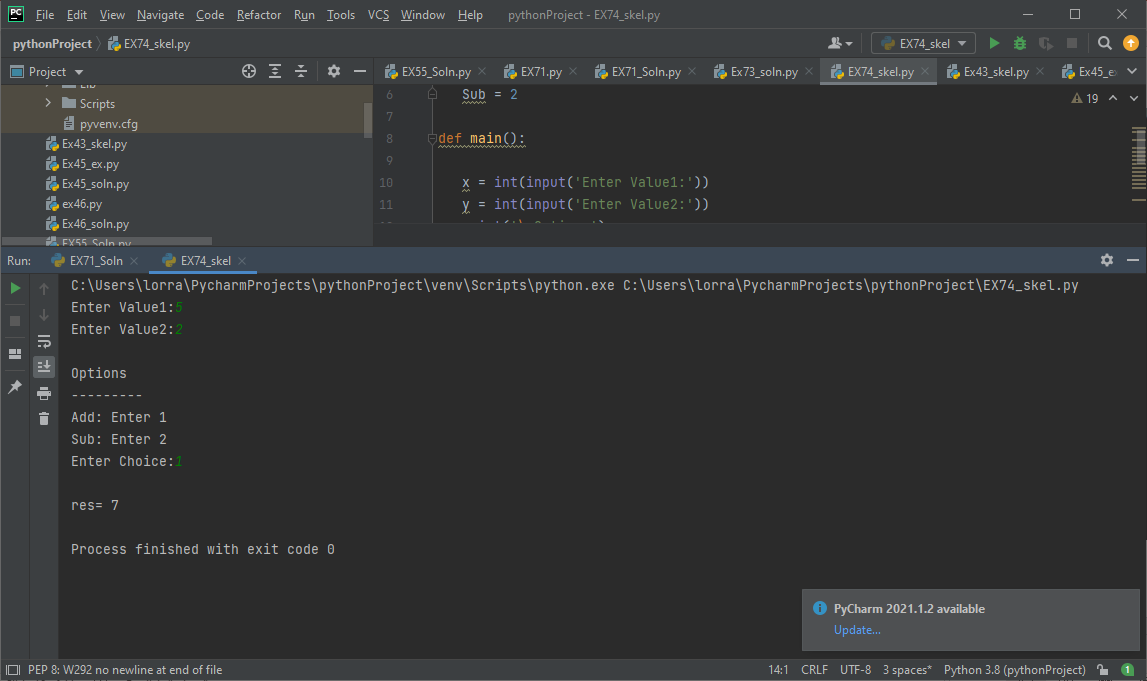 File Edit View Navigate Code Refactor Run Tools VCS Window Help pythonProject - EX74_skel.py
pythonProject EX74_skel.py EX74_skel
Project EX55_Soln.py EX71.py EX71_Soln.py Ex73_soln.py EX74_skel.py Ex43_skel.py Ex45_e
Lib
Scripts
pyvenv.cfg
Ex43_skel.py
Ex45_ex.py
Ex45_soln.py
ex46.py
Ex46_soln.py
EX55_Soln.py
6 Sub = 2
19
7
8 def main():
9
10 x = int(input('Enter Value1:'))
11 y = int(input('Enter Value2:'))
Run: EX71_Soln EX74_skel
C:\Users\lorra\PycharmProjects\pythonProject\venv\Scripts\python.exe C:\Users\lorra\PycharmProjects\pythonProject\EX74_skel.py
Enter Value1:5
Enter Value2:2
Options
---------
Add: Enter 1
Sub: Enter 2
Enter Choice:1
res= 7
Process finished with exit code 0
PyCharm 2021.1.2 available
Update...
PEP 8: W292 no newline at end of file 14:1 CRLF UTF-8 3 spaces* Python 3.8 (pythonProject) 1